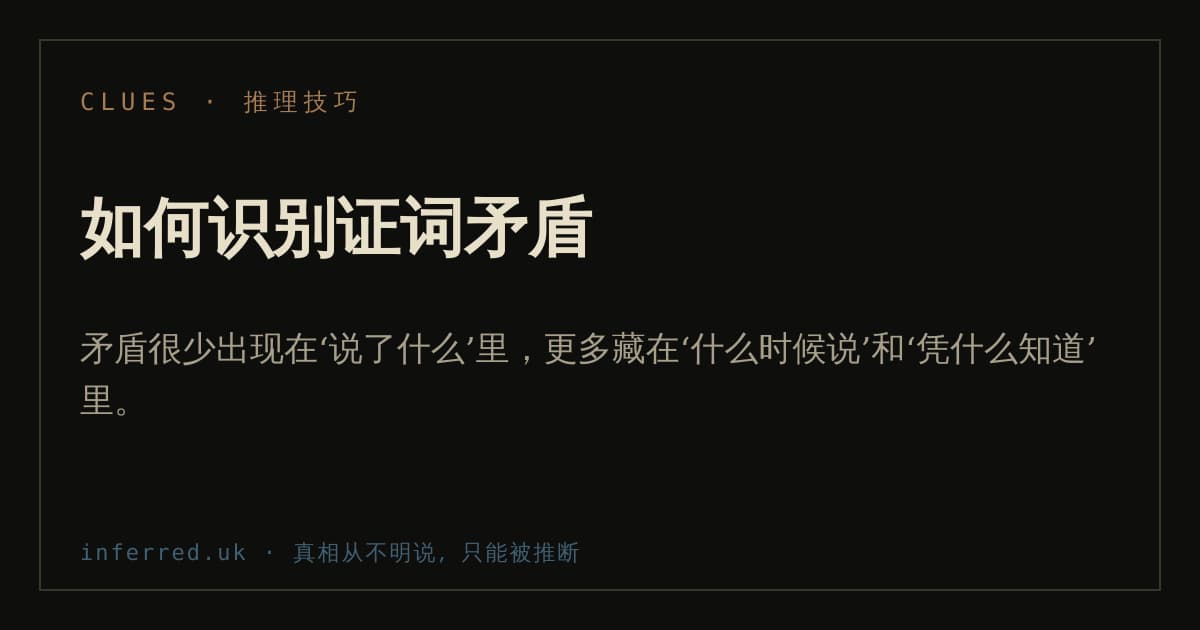 CLUES · 推理技巧
如何识别证词矛盾
矛盾很少出现在‘说了什么’里，更多藏在‘什么时候说’和‘凭什么知道’
里。
inferred.uk · 真相从不明说, 只能被推断